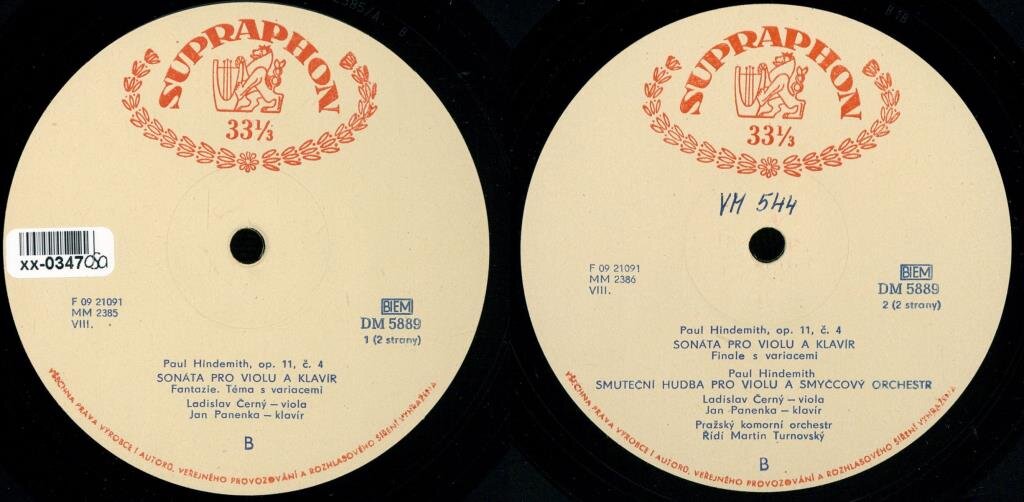 2385/A. B
SUPRAPHON
33⅓
xx-0347
F 09 21091
MM 2385
VIII.
BIEM
DM 5889
1 (2 strany)
Paul Hindemith, op. 11, č. 4
SONÁTA PRO VIOLU A KLAVÍR
Fantazie. Téma s variacemi
Ladislav Černý — viola
Jan Panenka — klavír
B
VŠECHNA PRÁVA VÝROBCE I AUTORŮ, VEŘEJNÉHO PROVOZOVÁNÍ A ROZHLASOVÉHO ŠÍŘENÍ VYHRAZENA
SUPRAPHON
33⅓
VM 544
F 09 21091
MM 2386
VIII.
BIEM
DM 5889
2 (2 strany)
Paul Hindemith, op. 11, č. 4
SONÁTA PRO VIOLU A KLAVÍR
Finale s variacemi
Paul Hindemith
SMUTEČNÍ HUDBA PRO VIOLU A SMYČCOVÝ ORCHESTR
Ladislav Černý — viola
Jan Panenka — klavír
Pražský komorní orchestr
Řídí Martin Turnovský
B
VŠECHNA PRÁVA VÝROBCE I AUTORŮ, VEŘEJNÉHO PROVOZOVÁNÍ A ROZHLASOVÉHO ŠÍŘENÍ VYHRAZENA